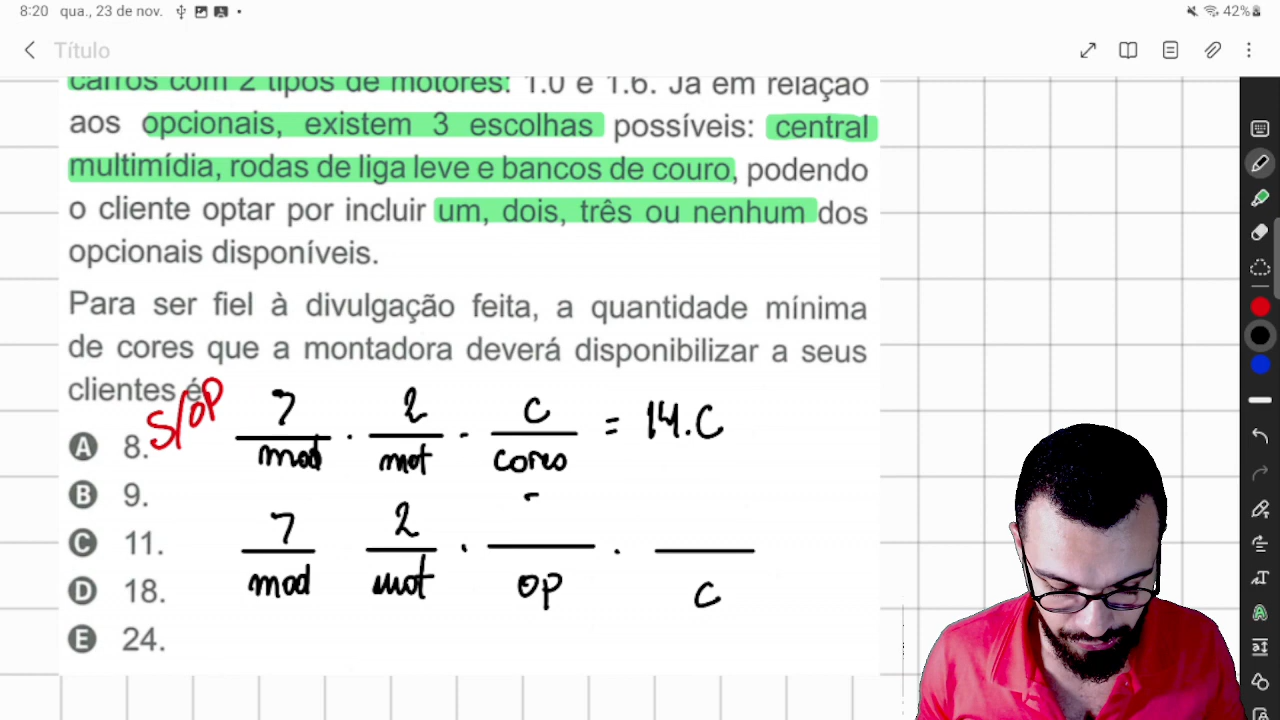 8:20 qua., 23 de nov.
42%
Título
carros com 2 tipos de motores: 1.0 e 1.6. Já em relação
aos opcionais, existem 3 escolhas possíveis: central
multimídia, rodas de liga leve e bancos de couro, podendo
o cliente optar por incluir um, dois, três ou nenhum dos
opcionais disponíveis.
Para ser fiel à divulgação feita, a quantidade mínima
de cores que a montadora deverá disponibilizar a seus
clientes é
S/OP 7 . 2 . C = 14.C
mod mot cores
A 8.
B 9.
C 11.
D 18.
E 24.
7 2 . .
mod mot op C